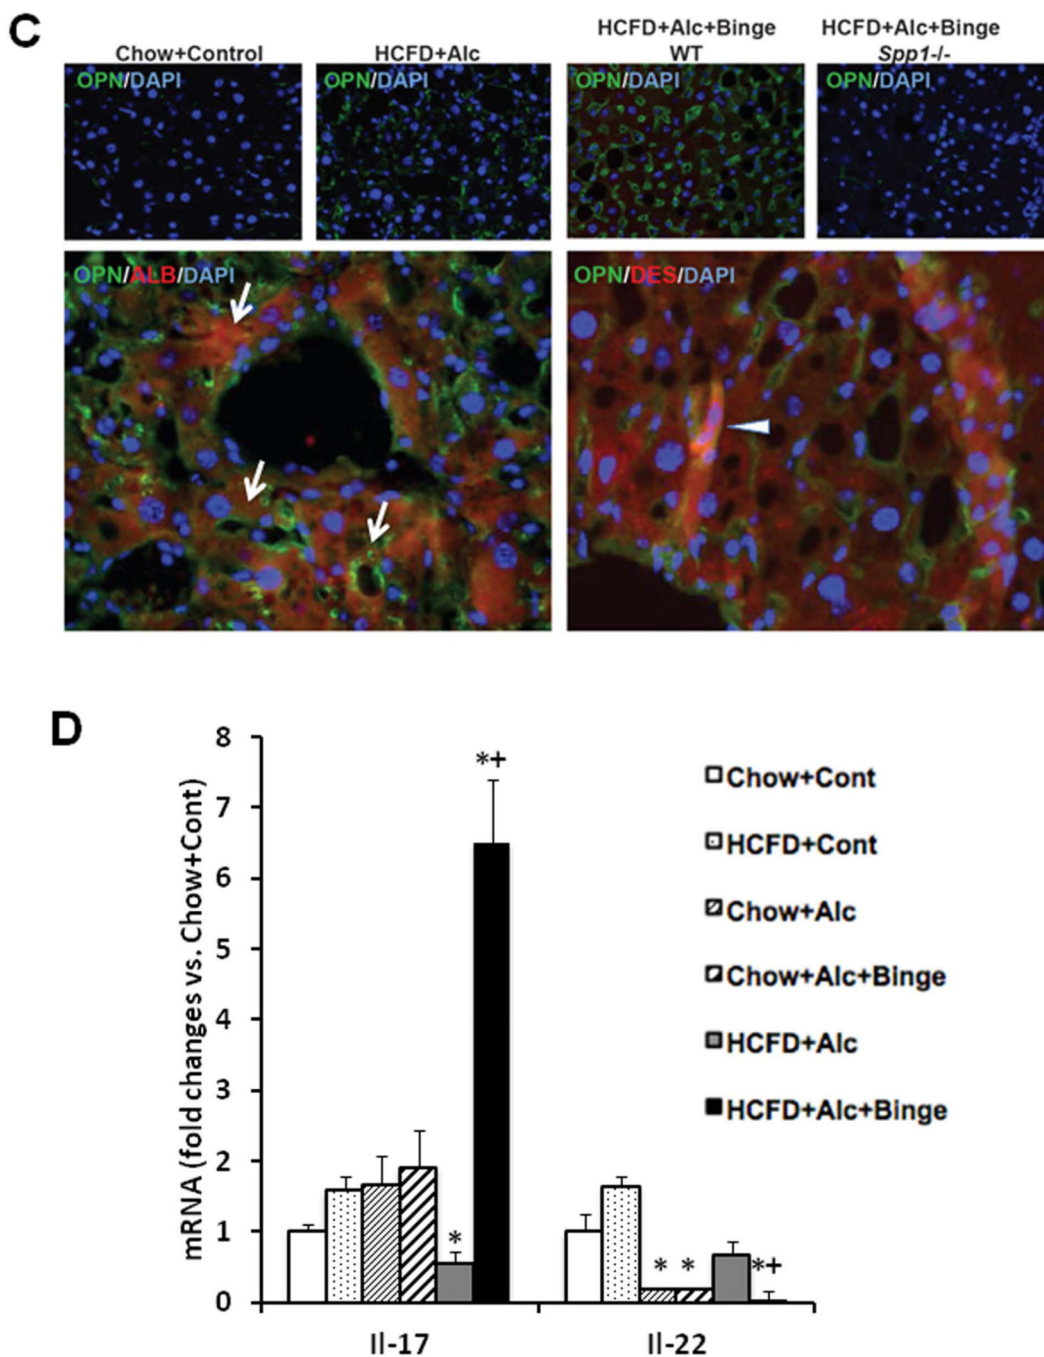 C
Chow+Control
HCFD+Alc
HCFD+Alc+Binge
WT
HCFD+Alc+Binge
Spp1-/-
OPN/DAPI
OPN/DAPI
OPN/DAPI
OPN/DAPI
OPN/ALB/DAPI
OPN/DES/DAPI
D
mRNA (fold changes vs. Chow+Cont)
8
7
6
5
4
3
2
1
0
*+
*
* *
*+
Il-17
Il-22
Chow+Cont
HCFD+Cont
Chow+Alc
Chow+Alc+Binge
HCFD+Alc
HCFD+Alc+Binge